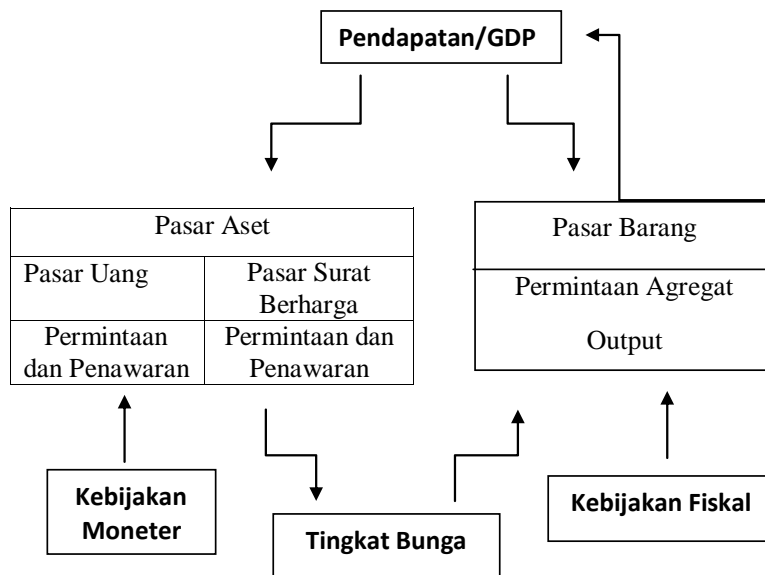 Pendapatan/GDP
Pasar Aset
Pasar Uang
Pasar Surat
Berharga
Permintaan
dan Penawaran
Permintaan dan
Penawaran
Pasar Barang
Permintaan Agregat
Output
Kebijakan
Moneter
Tingkat Bunga
Kebijakan Fiskal